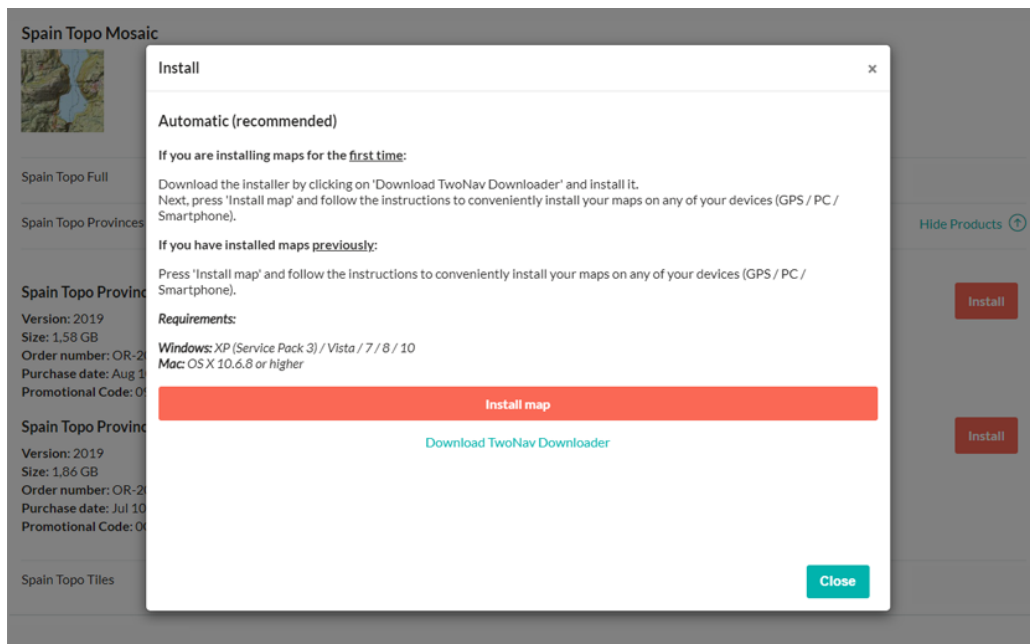 Spain Topo Mosaic
Install
×
Automatic (recommended)
If you are installing maps for the first time:
Download the installer by clicking on 'Download TwoNav Downloader' and install it.
Next, press 'Install map' and follow the instructions to conveniently install your maps on any of your devices (GPS / PC /
Smartphone).
If you have installed maps previously:
Press 'Install map' and follow the instructions to conveniently install your maps on any of your devices (GPS / PC /
Smartphone).
Requirements:
Windows: XP (Service Pack 3) / Vista / 7 / 8 / 10
Mac: OS X 10.6.8 or higher
Install map
Download TwoNav Downloader
Close
Spain Topo Full
Spain Topo Provinces
Hide Products
Spain Topo
Install
Version: 2019
Size: 1,58 GB
Order number:
Purchase date: Aug
Promotional Code:
Spain Topo
Install
Version: 2019
Size: 1,86 GB
Order number:
Purchase date: Jul 10
Promotional Code:
Spain Topo Tiles